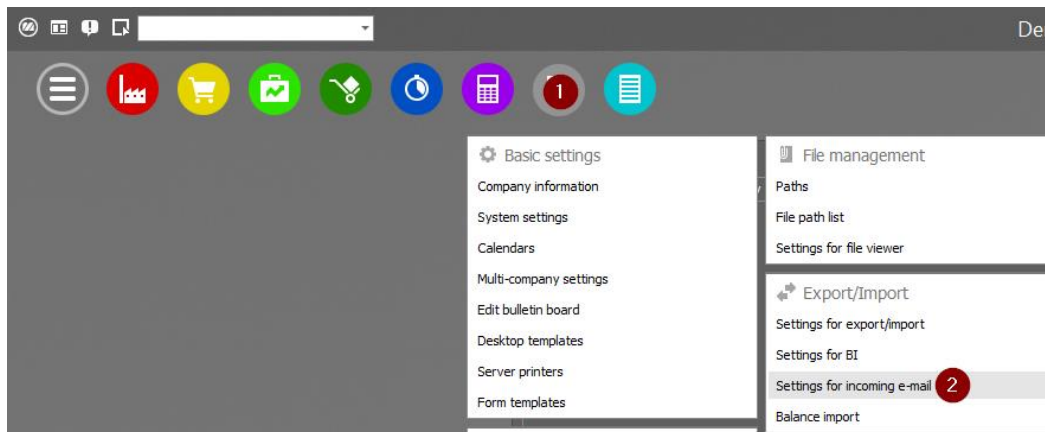 De
1
Basic settings
Company information
System settings
Calendars
Multi-company settings
Edit bulletin board
Desktop templates
Server printers
Form templates
File management
Paths
File path list
Settings for file viewer
Export/Import
Settings for export/import
Settings for BI
Settings for incoming e-mail 2
Balance import